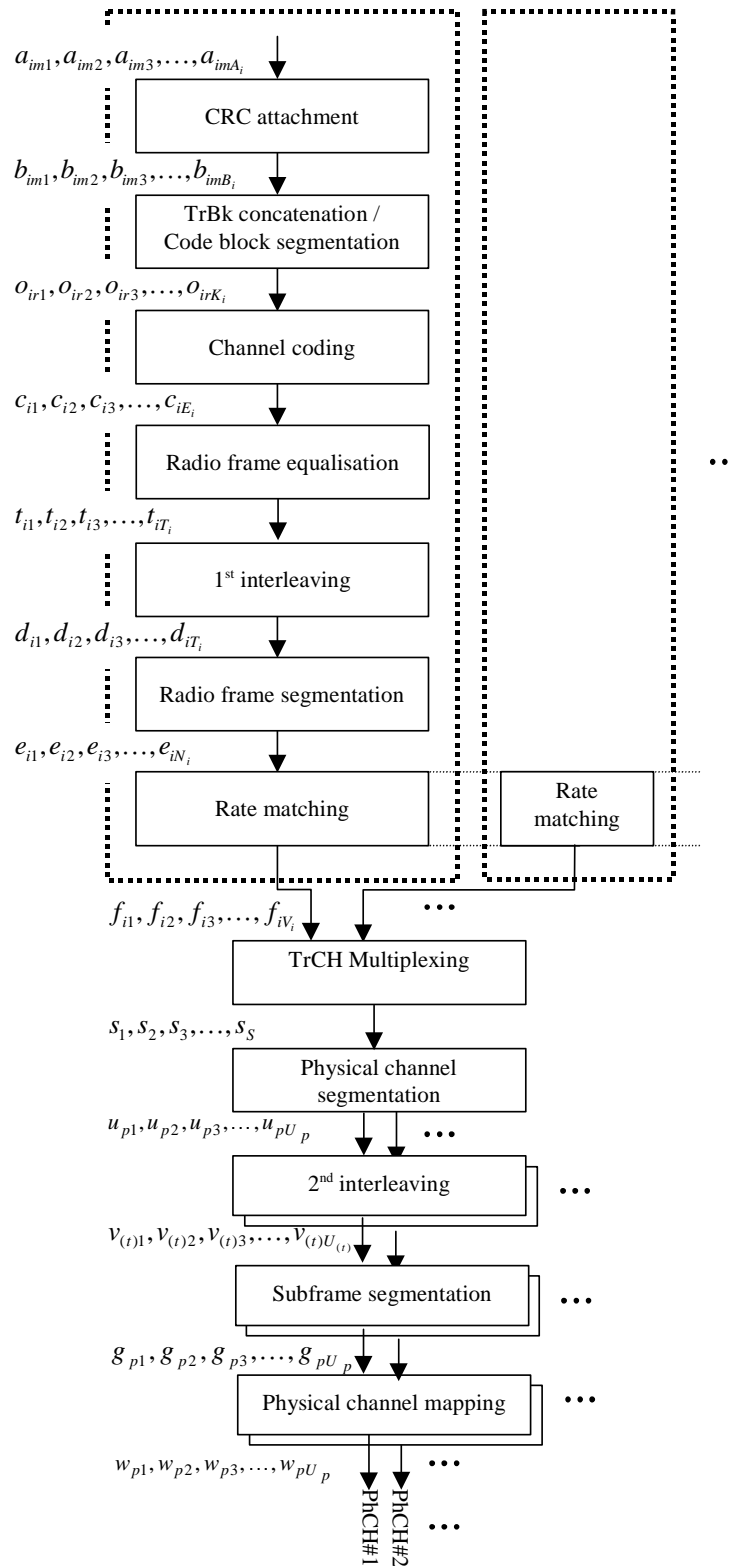 a_{im1}, a_{im2}, a_{im3}, …, a_{imA_i}
CRC attachment
b_{im1}, b_{im2}, b_{im3}, …, b_{imB_i}
TrBk concatenation /
Code block segmentation
o_{ir1}, o_{ir2}, o_{ir3}, …, o_{irK_i}
Channel coding
c_{i1}, c_{i2}, c_{i3}, …, c_{iE_i}
Radio frame equalisation
••
t_{i1}, t_{i2}, t_{i3}, …, t_{iT_i}
1st interleaving
d_{i1}, d_{i2}, d_{i3}, …, d_{iT_i}
Radio frame segmentation
e_{i1}, e_{i2}, e_{i3}, …, e_{iN_i}
Rate matching
Rate
matching
f_{i1}, f_{i2}, f_{i3}, …, f_{iV_i}
•••
TrCH Multiplexing
s_1, s_2, s_3, …, s_S
Physical channel
segmentation
u_{p1}, u_{p2}, u_{p3}, …, u_{pU_p}
•••
2nd interleaving
•••
v_{(t)1}, v_{(t)2}, v_{(t)3}, …, v_{(t)U_{(t)}}
Subframe segmentation
•••
g_{p1}, g_{p2}, g_{p3}, …, g_{pU_p}
Physical channel mapping
•••
w_{p1}, w_{p2}, w_{p3}, …, w_{pU_p}
•••
PhCH#1
PhCH#2
•••